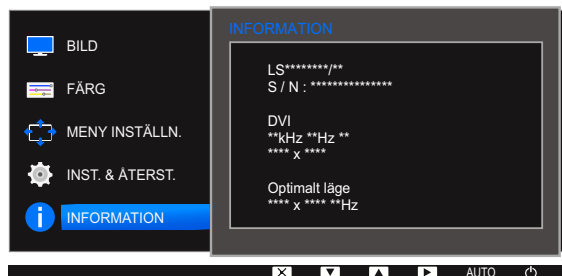 BILD
FÄRG
MENY INSTÄLLN.
INST. & ÅTERST.
INFORMATION
INFORMATION
LS********/**
S / N : ***************
DVI
**kHz **Hz **
**** x ****
Optimalt läge
**** x **** **Hz
AUTO